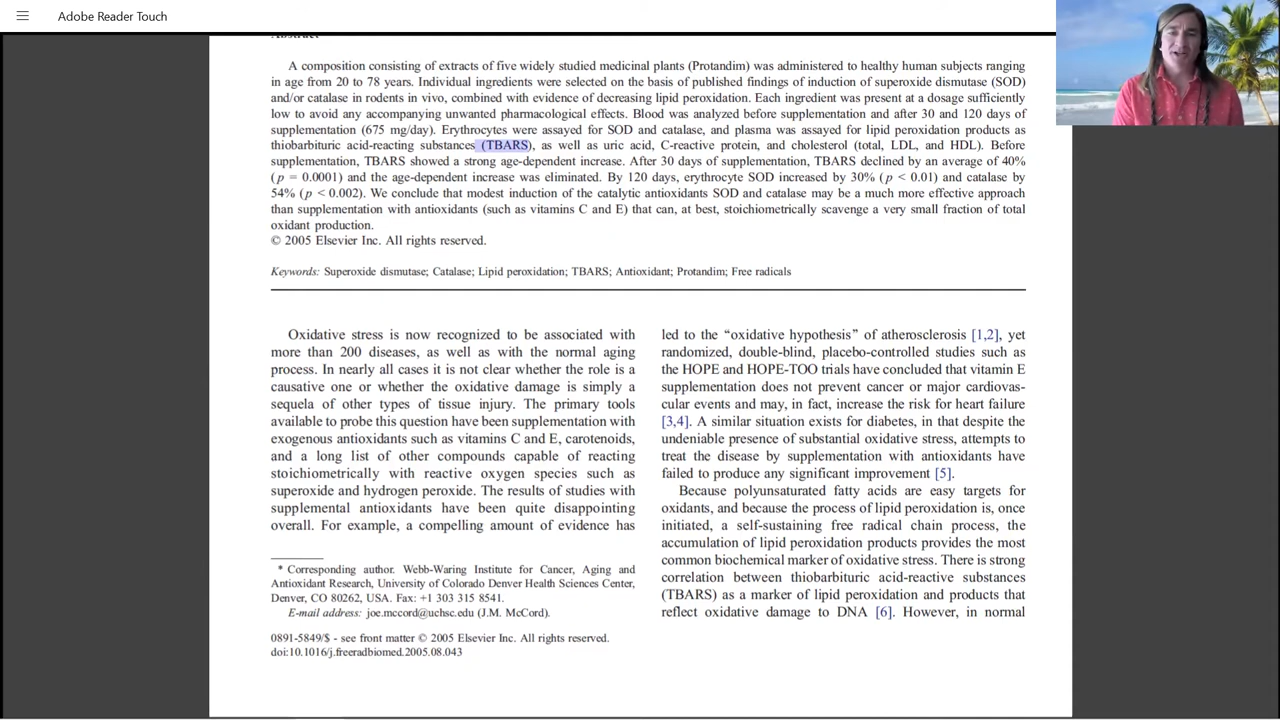 Adobe Reader Touch
Abstract
A composition consisting of extracts of five widely studied medicinal plants (Protandim) was administered to healthy human subjects ranging
in age from 20 to 78 years. Individual ingredients were selected on the basis of published findings of induction of superoxide dismutase (SOD)
and/or catalase in rodents in vivo, combined with evidence of decreasing lipid peroxidation. Each ingredient was present at a dosage sufficiently
low to avoid any accompanying unwanted pharmacological effects. Blood was analyzed before supplementation and after 30 and 120 days of
supplementation (675 mg/day). Erythrocytes were assayed for SOD and catalase, and plasma was assayed for lipid peroxidation products as
thiobarbituric acid-reacting substances (TBARS), as well as uric acid, C-reactive protein, and cholesterol (total, LDL, and HDL). Before
supplementation, TBARS showed a strong age-dependent increase. After 30 days of supplementation, TBARS declined by an average of 40%
(p = 0.0001) and the age-dependent increase was eliminated. By 120 days, erythrocyte SOD increased by 30% (p < 0.01) and catalase by
54% (p < 0.002). We conclude that modest induction of the catalytic antioxidants SOD and catalase may be a much more effective approach
than supplementation with antioxidants (such as vitamins C and E) that can, at best, stoichiometrically scavenge a very small fraction of total
oxidant production.
© 2005 Elsevier Inc. All rights reserved.
Keywords: Superoxide dismutase; Catalase; Lipid peroxidation; TBARS; Antioxidant; Protandim; Free radicals
Oxidative stress is now recognized to be associated with
more than 200 diseases, as well as with the normal aging
process. In nearly all cases it is not clear whether the role is a
causative one or whether the oxidative damage is simply a
sequela of other types of tissue injury. The primary tools
available to probe this question have been supplementation with
exogenous antioxidants such as vitamins C and E, carotenoids,
and a long list of other compounds capable of reacting
stoichiometrically with reactive oxygen species such as
superoxide and hydrogen peroxide. The results of studies with
supplemental antioxidants have been quite disappointing
overall. For example, a compelling amount of evidence has
* Corresponding author. Webb-Waring Institute for Cancer, Aging and
Antioxidant Research, University of Colorado Denver Health Sciences Center,
Denver, CO 80262, USA. Fax: +1 303 315 8541.
E-mail address: joe.mccord@uchsc.edu (J.M. McCord).
0891-5849/$ - see front matter © 2005 Elsevier Inc. All rights reserved.
doi:10.1016/j.freeradbiomed.2005.08.043
led to the “oxidative hypothesis” of atherosclerosis [1,2], yet
randomized, double-blind, placebo-controlled studies such as
the HOPE and HOPE-TOO trials have concluded that vitamin E
supplementation does not prevent cancer or major cardiovas-
cular events and may, in fact, increase the risk for heart failure
[3,4]. A similar situation exists for diabetes, in that despite the
undeniable presence of substantial oxidative stress, attempts to
treat the disease by supplementation with antioxidants have
failed to produce any significant improvement [5].
Because polyunsaturated fatty acids are easy targets for
oxidants, and because the process of lipid peroxidation is, once
initiated, a self-sustaining free radical chain process, the
accumulation of lipid peroxidation products provides the most
common biochemical marker of oxidative stress. There is strong
correlation between thiobarbituric acid-reactive substances
(TBARS) as a marker of lipid peroxidation and products that
reflect oxidative damage to DNA [6]. However, in normal